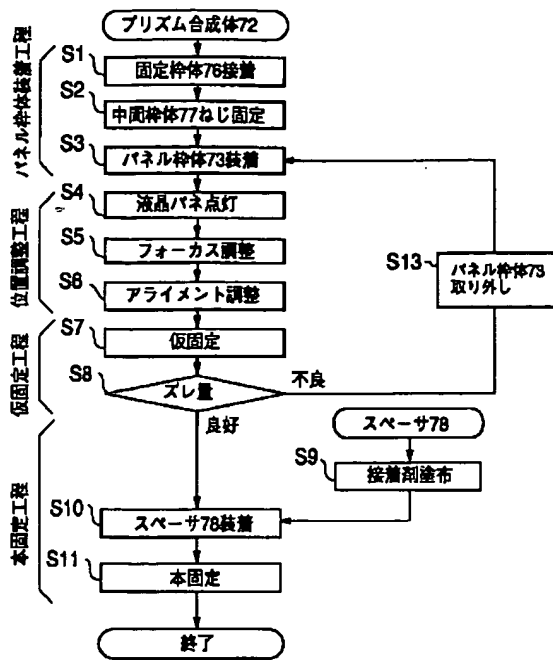 プリズム合成体72
パネル枠体装着工程
S1
固定枠体76接着
S2
中間枠体77ねじ固定
S3
パネル枠体73装着
位置調整工程
S4
液晶パネ点灯
S5
フォーカス調整
S6
アライメント調整
仮固定工程
S7
仮固定
S8
ズレ量
不良
良好
S13
パネル枠体73
取り外し
本固定工程
スペーサ78
S9
接着剤塗布
S10
スペーサ78装着
S11
本固定
終了